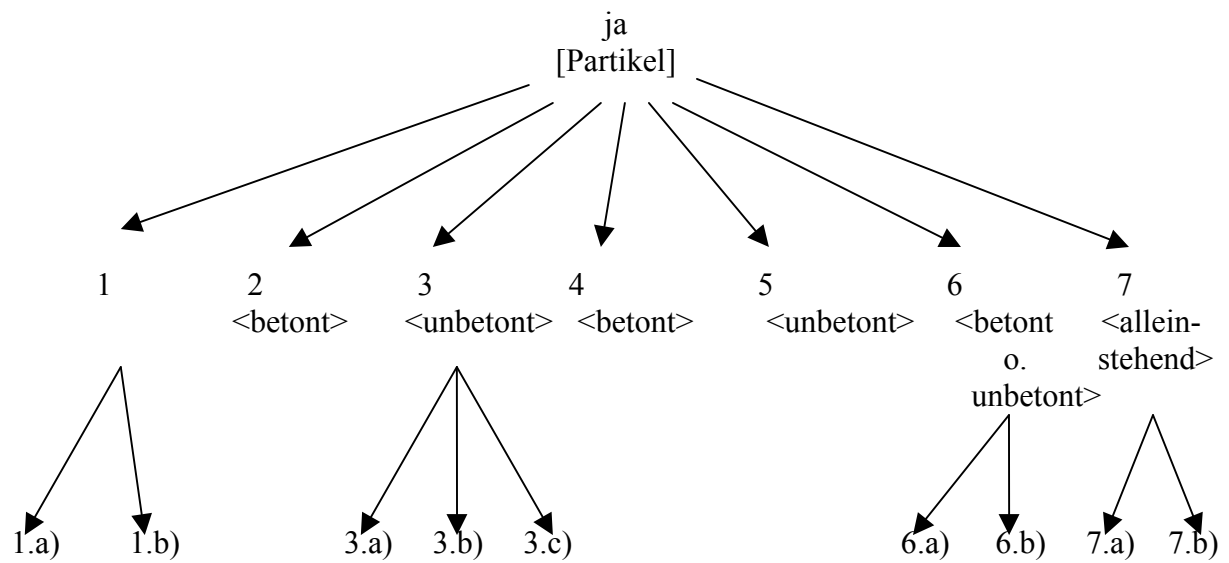 ja
[Partikel]
1 2 3 4 5 6 7
<betont> <unbetont> <betont> <unbetont> <betont <allein-
o. stehend>
unbetont>
1.a) 1.b) 3.a) 3.b) 3.c) 6.a) 6.b) 7.a) 7.b)